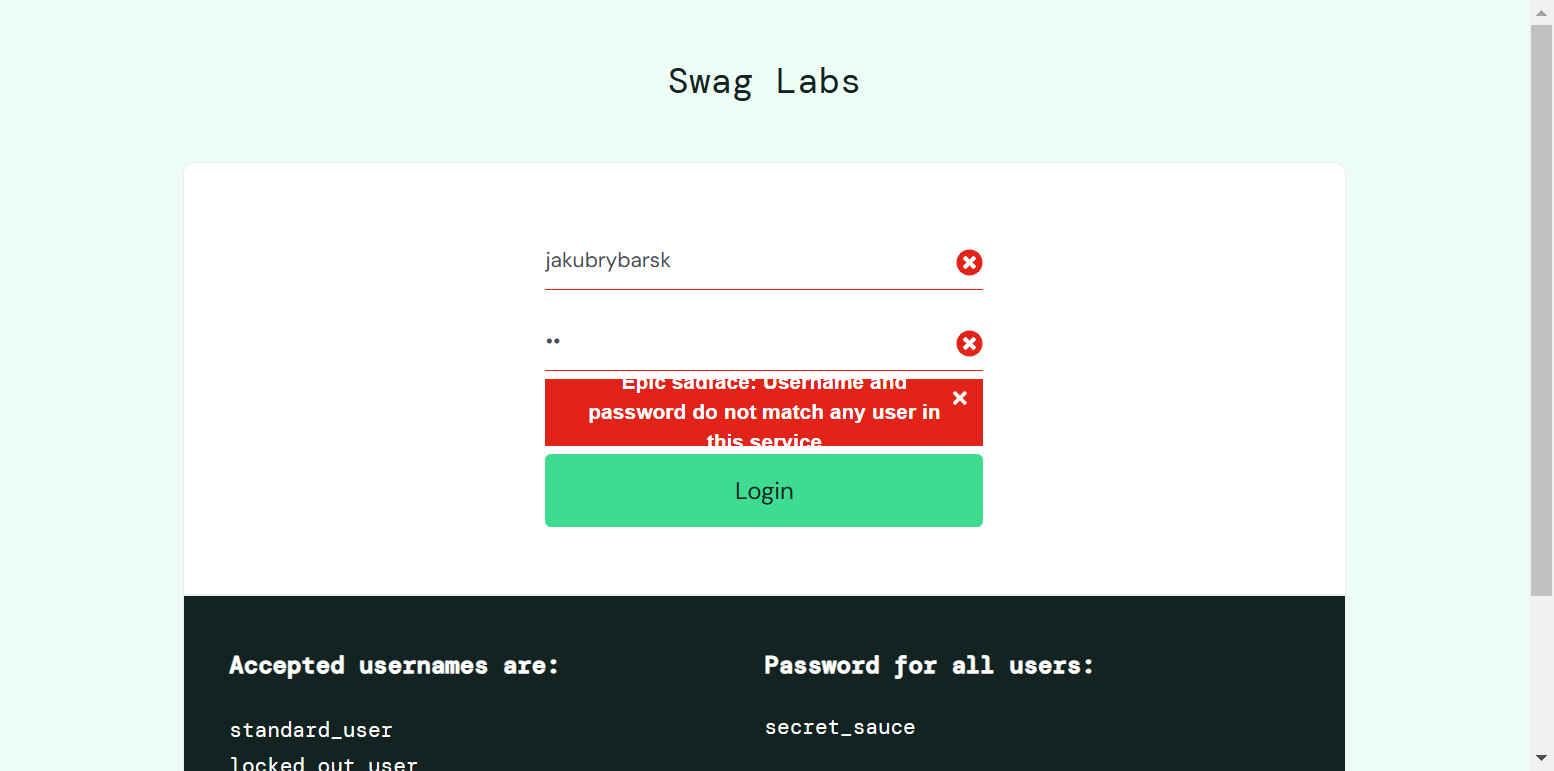 Swag Labs
jakubrybarsk
••
Epic sadface: Username and
password do not match any user in
this service
Login
Accepted usernames are:
standard_user
locked_out_user
Password for all users:
secret_sauce